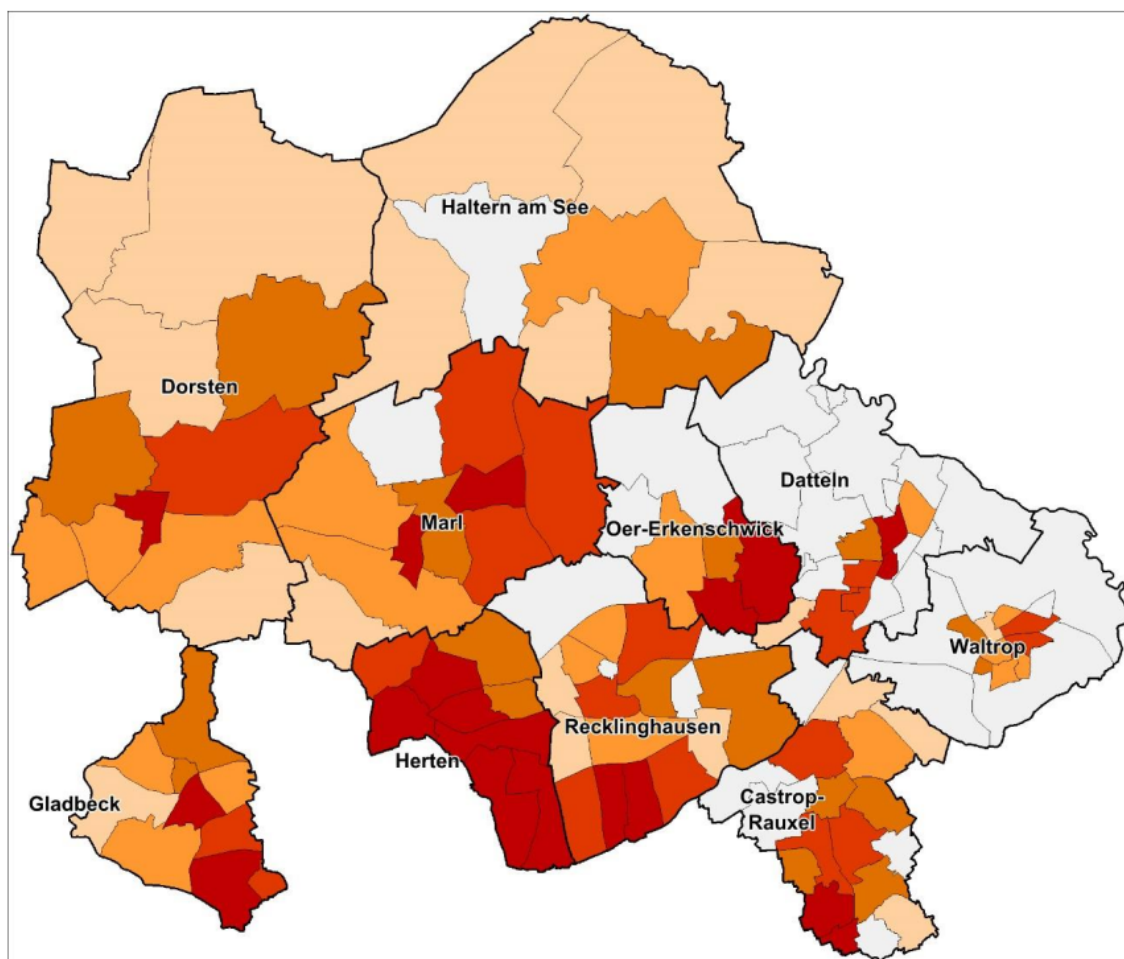 Haltern am See
Dorsten
Datteln
Marl
Oer-Erkenschwick
Waltrop
Recklinghausen
Herten
Gladbeck
Castrop-
Rauxel